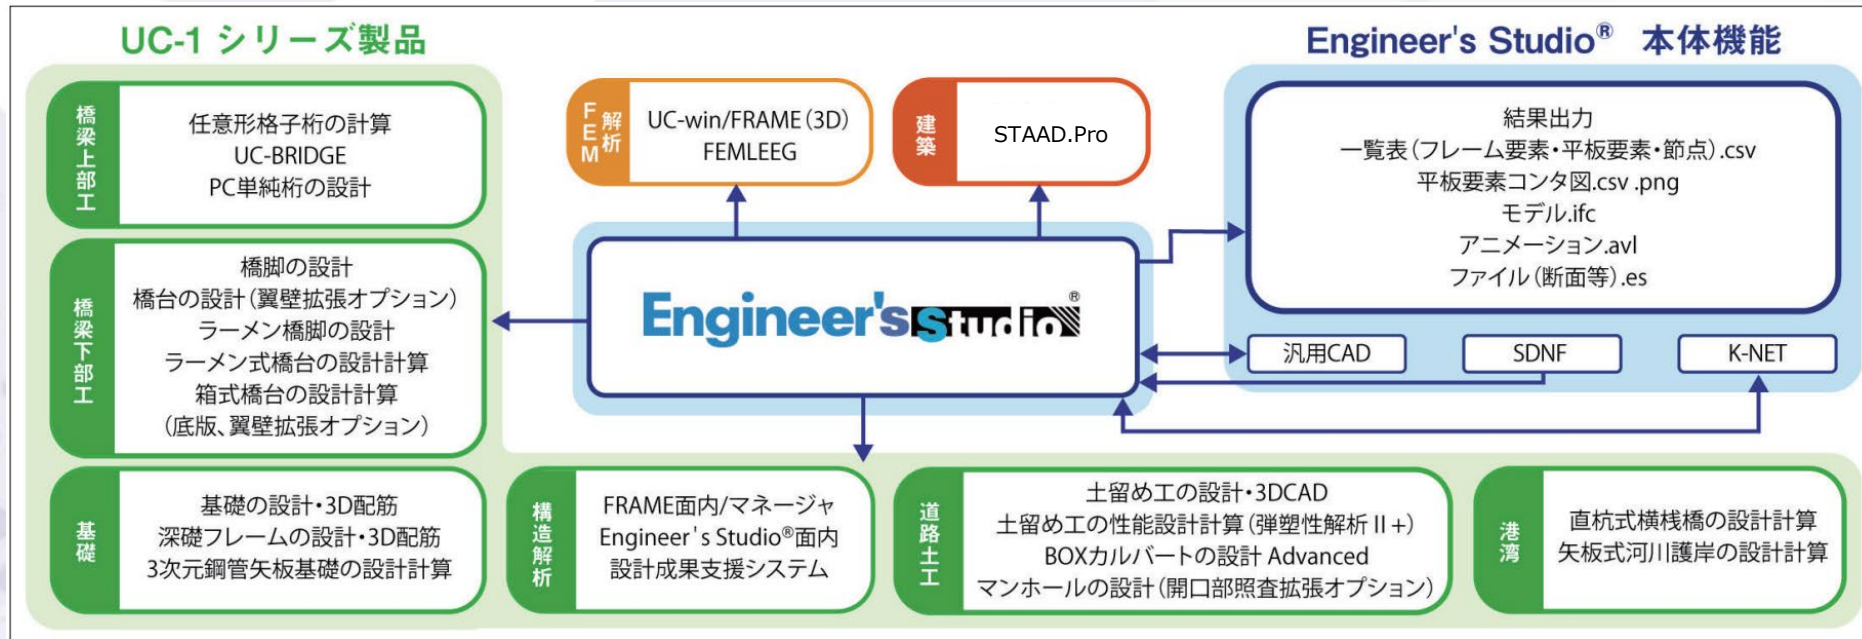 UC-1 シリーズ製品
Engineer's Studio® 本体機能
橋梁上部工
任意形格子桁の計算
UC-BRIDGE
PC単純桁の設計
FEM解析
UC-win/FRAME(3D)
FEMLEEG
建築
STAAD.Pro
結果出力
一覧表(フレーム要素・平板要素・節点).csv
平板要素コンタ図.csv .png
モデル.ifc
アニメーション.avl
ファイル(断面等).es
橋梁下部工
橋脚の設計
橋台の設計(翼壁拡張オプション)
ラーメン橋脚の設計
ラーメン式橋台の設計計算
箱式橋台の設計計算
(底版、翼壁拡張オプション)
Engineer's Studio®
汎用CAD
SDNF
K-NET
基礎
基礎の設計・3D配筋
深礎フレームの設計・3D配筋
3次元鋼管矢板基礎の設計計算
構造解析
FRAME面内/マネージャ
Engineer's Studio®面内
設計成果支援システム
道路土工
土留め工の設計・3DCAD
土留め工の性能設計計算(弾塑性解析Ⅱ+)
BOXカルバートの設計 Advanced
マンホールの設計(開口部照査拡張オプション)
港湾
直杭式横桟橋の設計計算
矢板式河川護岸の設計計算